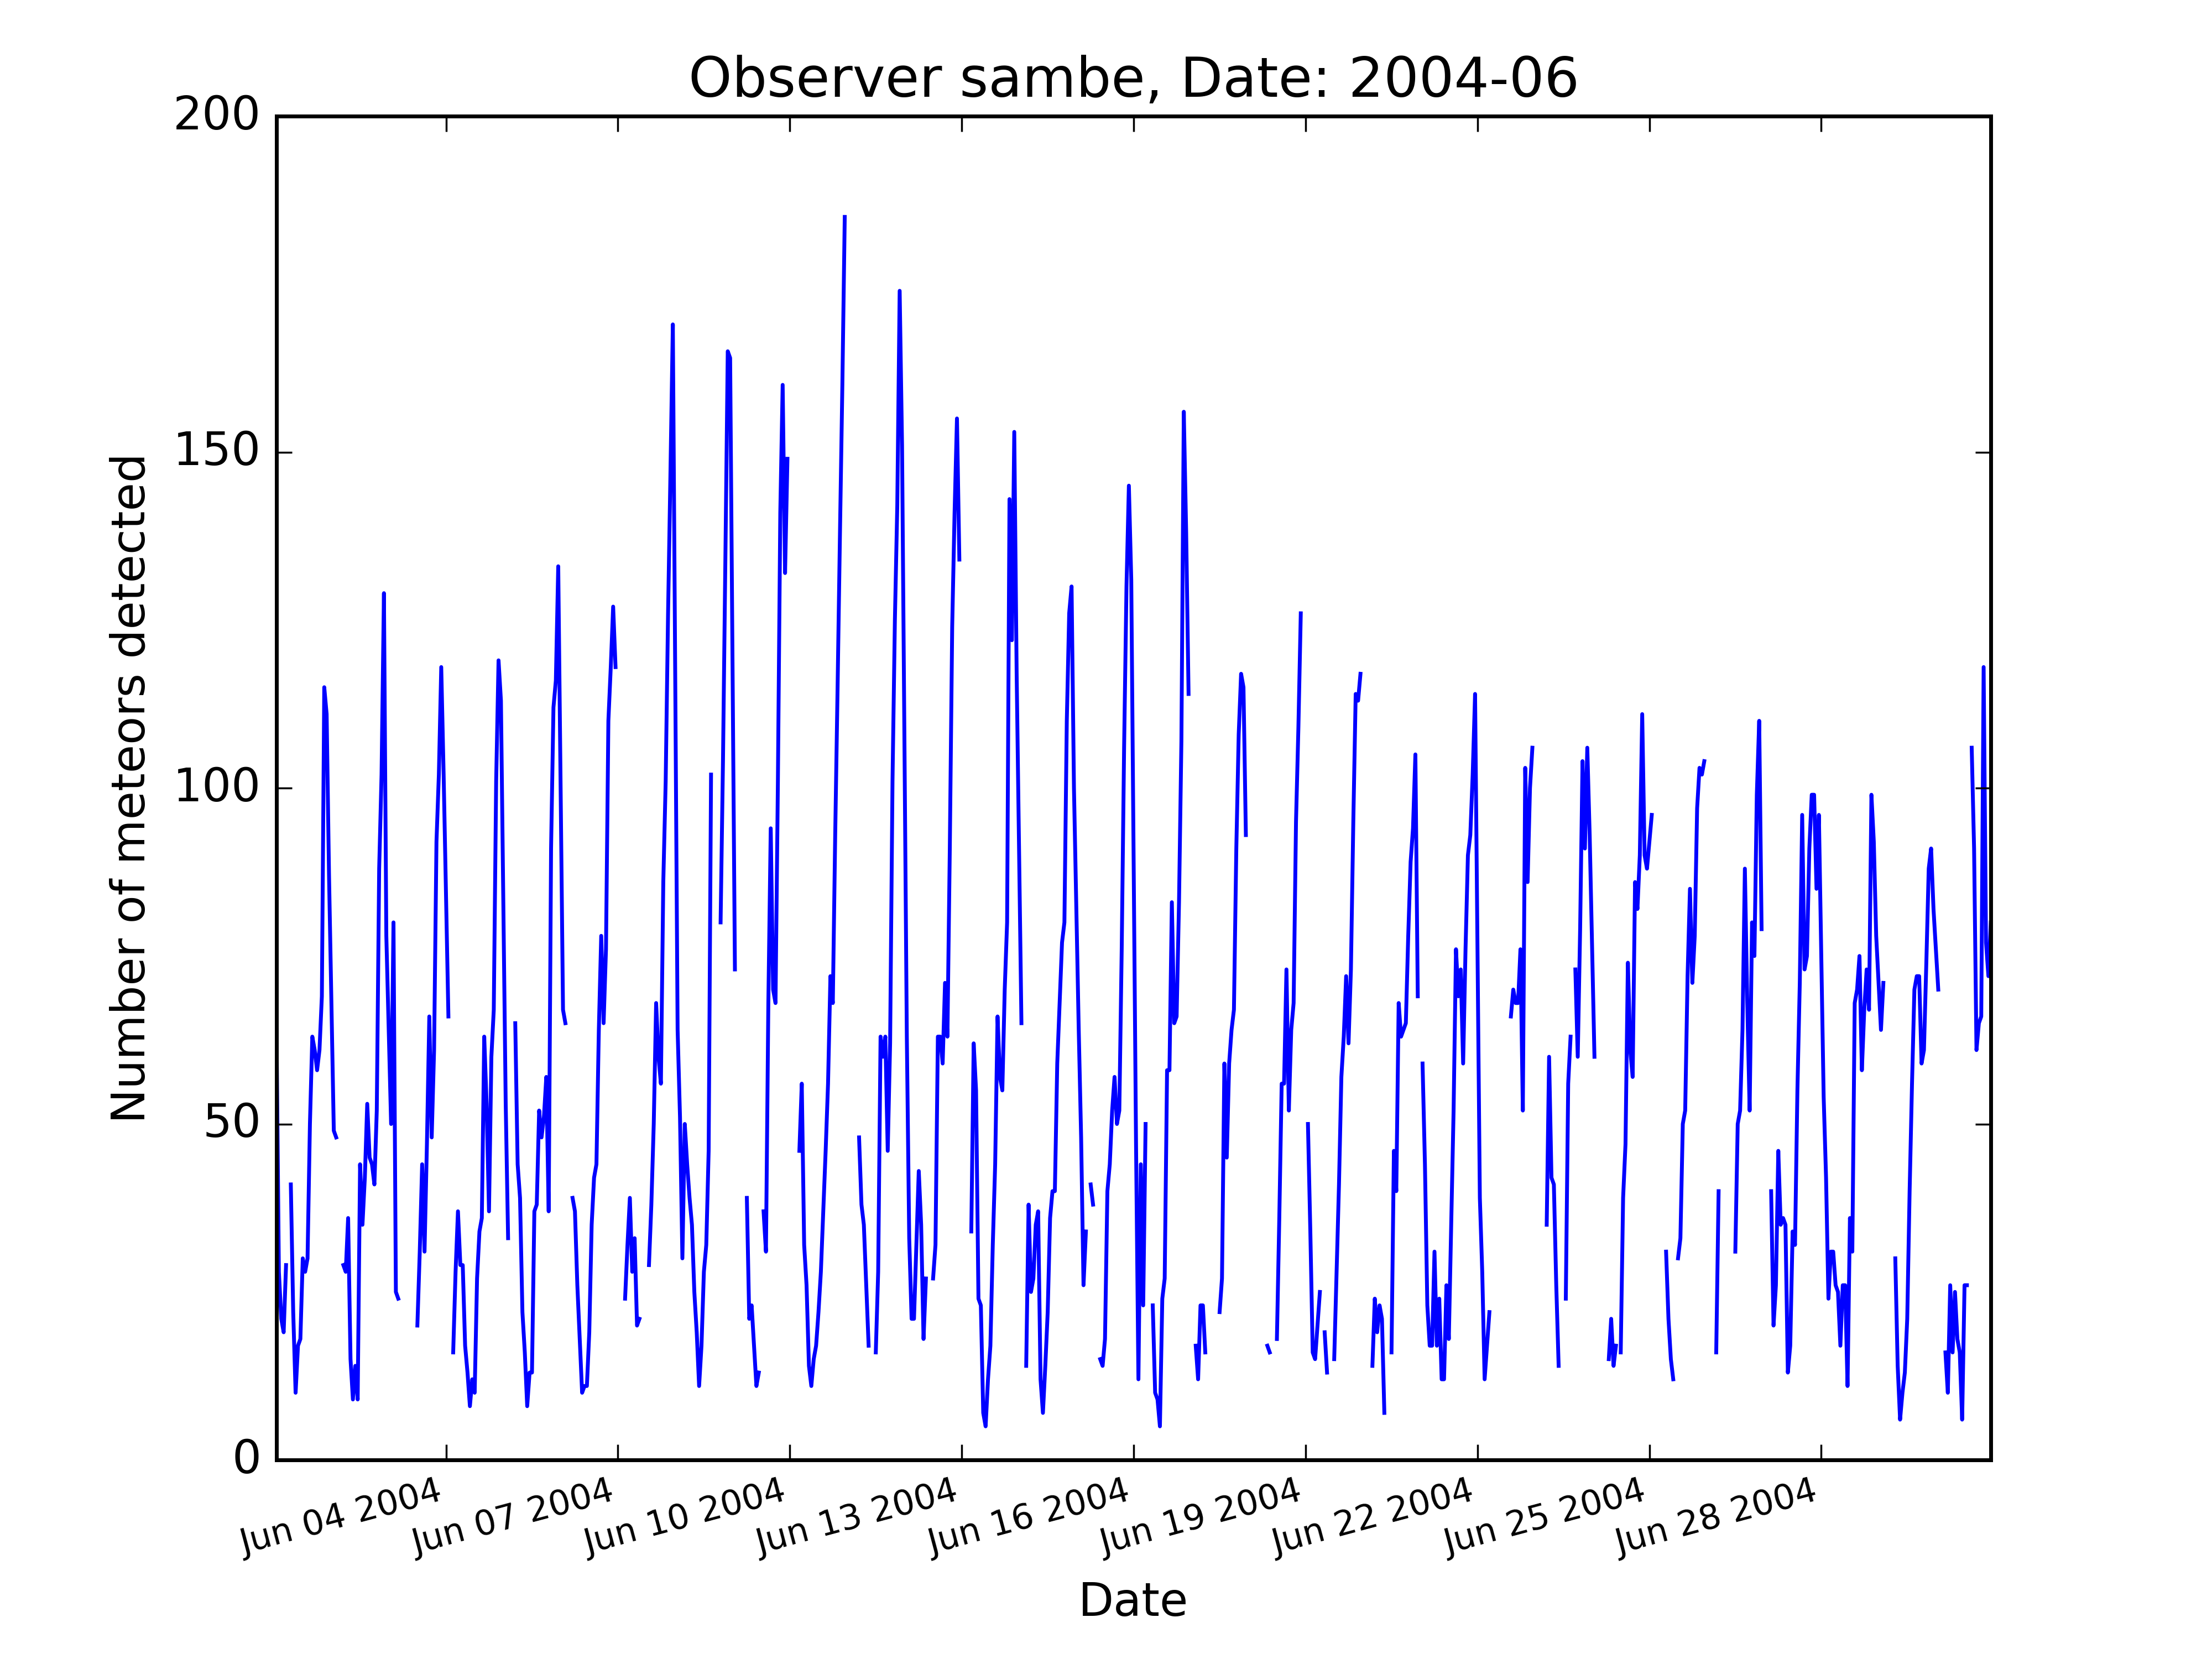 Observer sambe, Date: 2004-06
200
150
100
50
0
Number of meteors detected
Jun 04 2004
Jun 07 2004
Jun 10 2004
Jun 13 2004
Jun 16 2004
Jun 19 2004
Jun 22 2004
Jun 25 2004
Jun 28 2004
Date